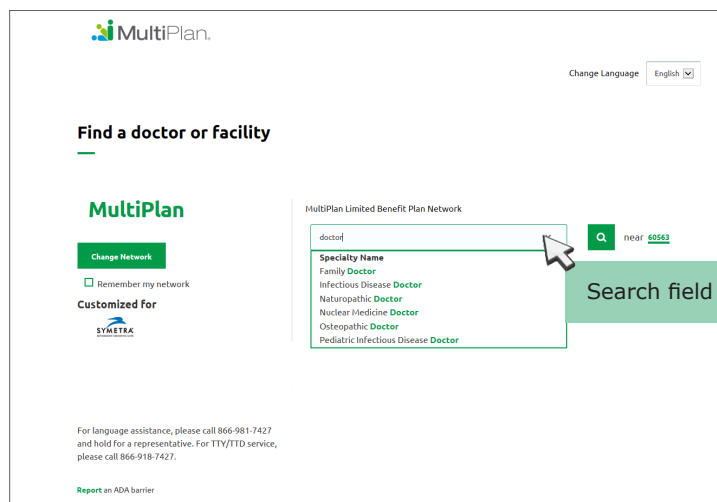 MultiPlan.
Change Language English
Find a doctor or facility
MultiPlan
MultiPlan Limited Benefit Plan Network
doctor
near 60563
Change Network
Remember my network
Customized for
SYMETRA
Specialty Name
Family Doctor
Infectious Disease Doctor
Naturopathic Doctor
Nuclear Medicine Doctor
Osteopathic Doctor
Pediatric Infectious Disease Doctor
Search field
For language assistance, please call 866-981-7427
and hold for a representative. For TTY/TTD service,
please call 866-918-7427.
Report an ADA barrier